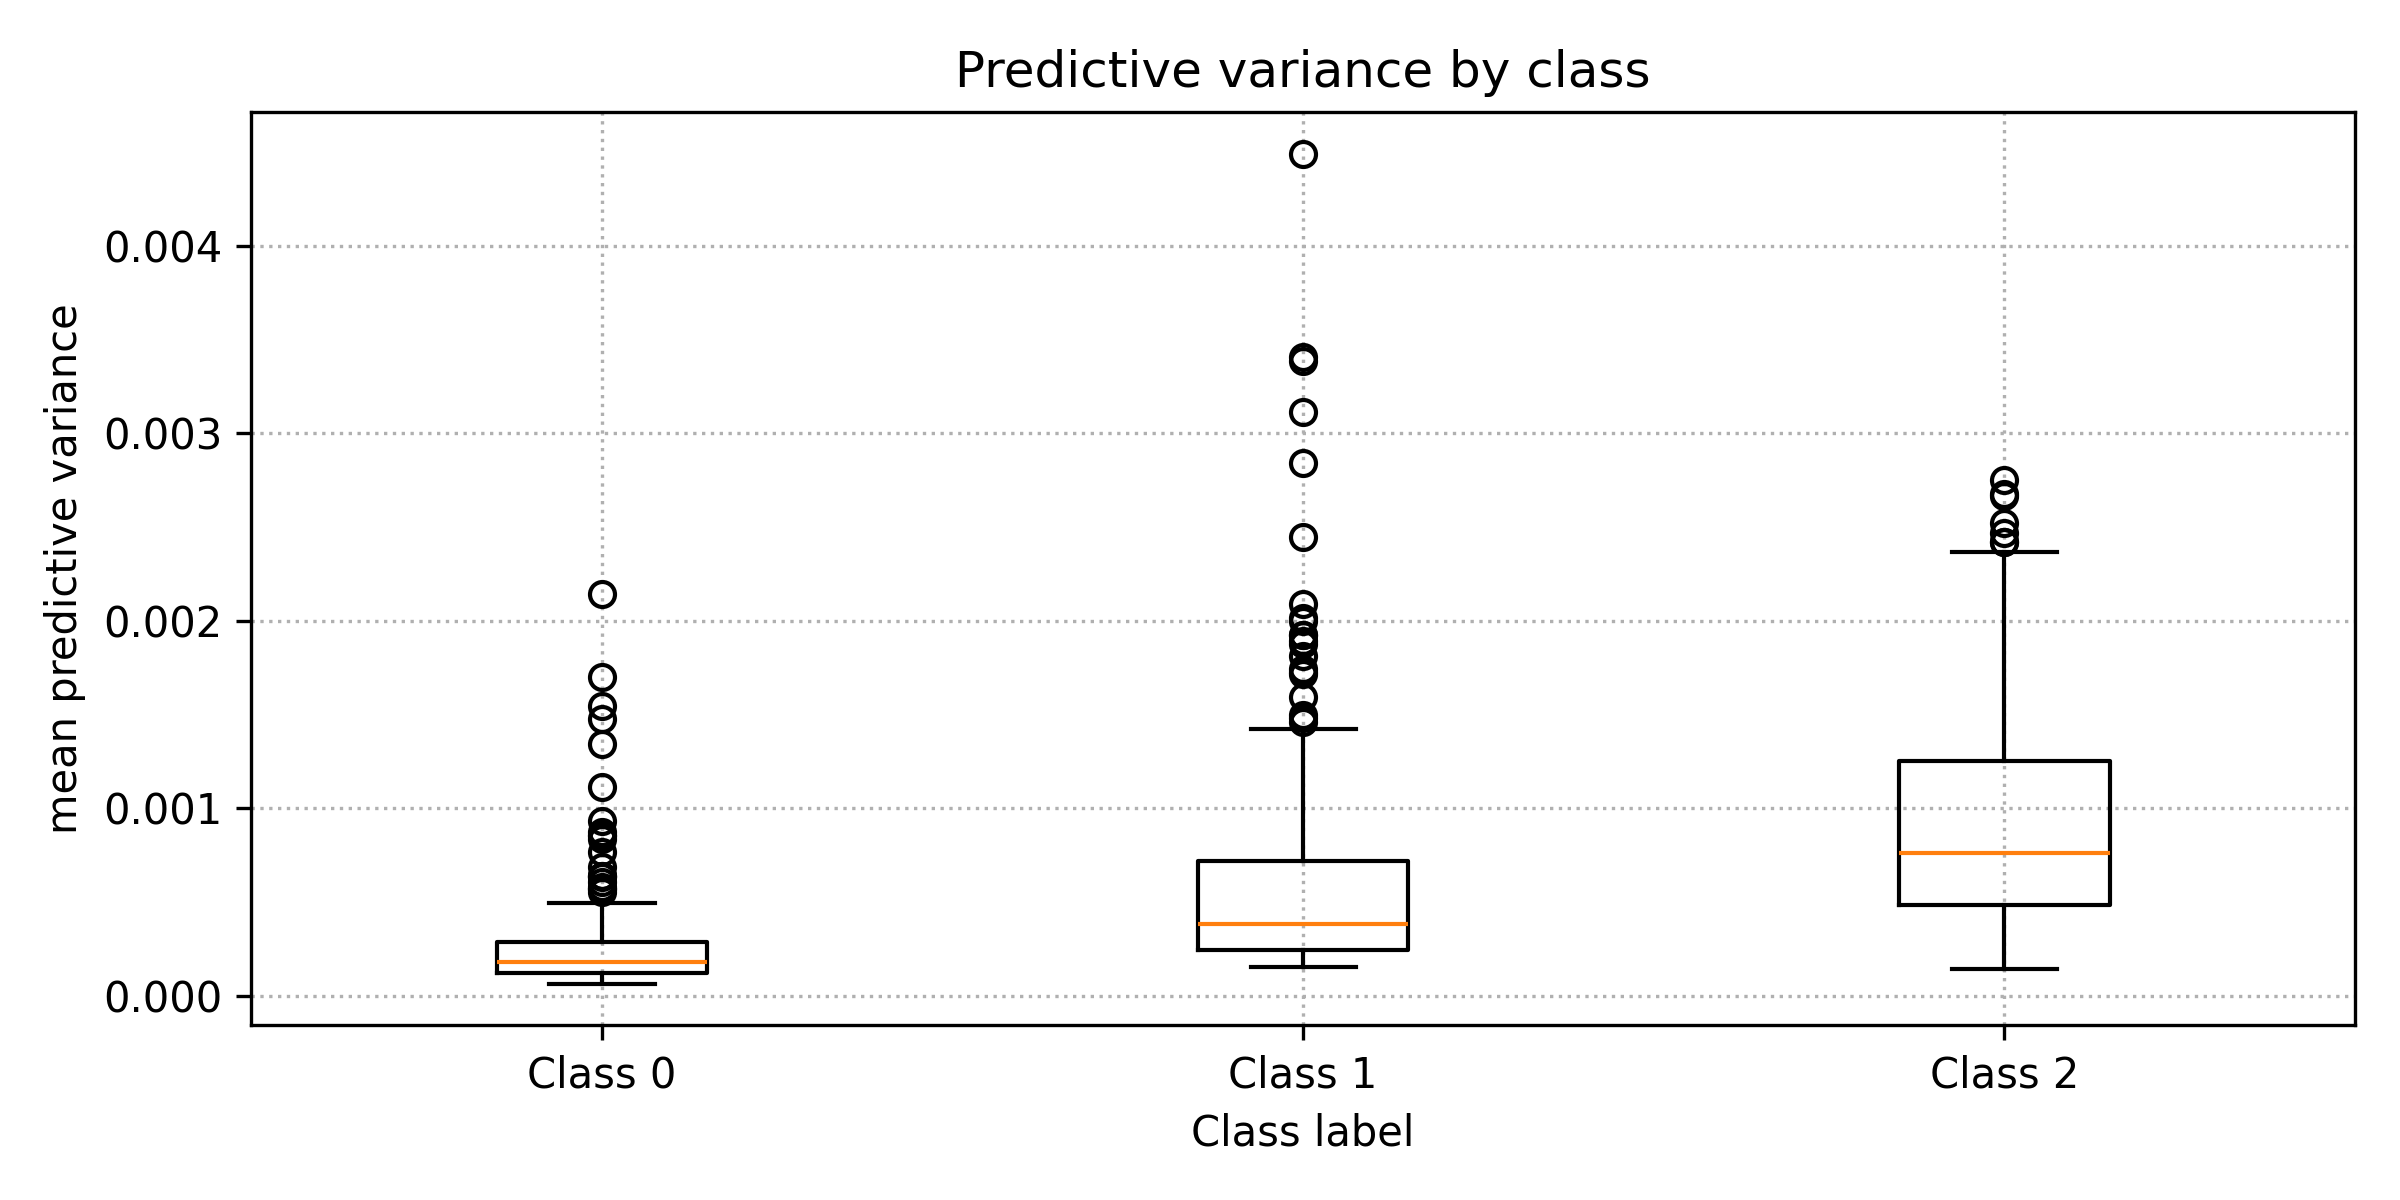 Predictive variance by class
mean predictive variance
0.004
0.003
0.002
0.001
0.000
Class 0
Class 1
Class 2
Class label